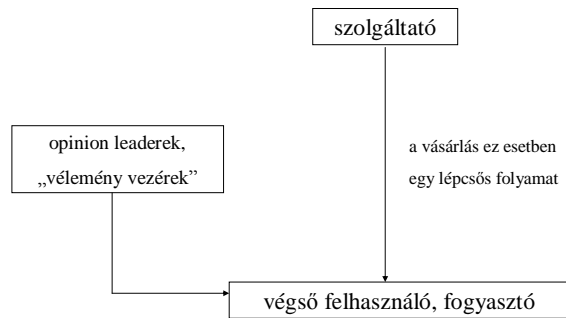 szolgáltató
opinion leaderek,
„vélemény vezérek”
a vásárlás ez esetben
egy lépcsős folyamat
végső felhasználó, fogyasztó